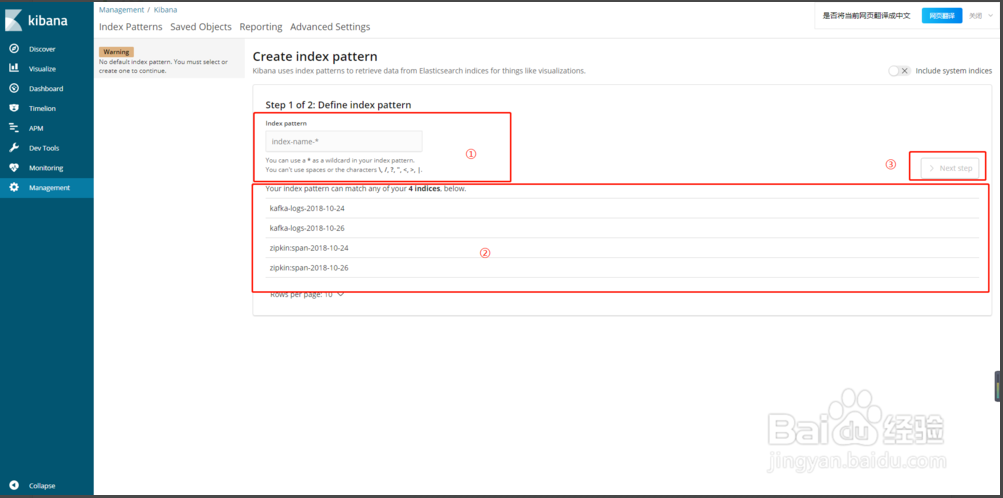 kibana
Discover
Visualize
Dashboard
Timelion
APM
Dev Tools
Monitoring
Management
Collapse
Management / Kibana
Index Patterns Saved Objects Reporting Advanced Settings
是否将当前网页翻译成中文 网页翻译 关闭
Warning
No default index pattern. You must select or
create one to continue.
Create index pattern
Kibana uses index patterns to retrieve data from Elasticsearch indices for things like visualizations.
Include system indices
Step 1 of 2: Define index pattern
Index pattern
index-name-*
①
You can use a * as a wildcard in your index pattern.
You can't use spaces or the characters \, /, ?, ", <, >, |.
③
Next step
Your index pattern can match any of your 4 indices, below.
kafka-logs-2018-10-24
kafka-logs-2018-10-26
zipkin:span-2018-10-24
②
zipkin:span-2018-10-26
Rows per page: 10
Baidu 经验
jingyan.baidu.com